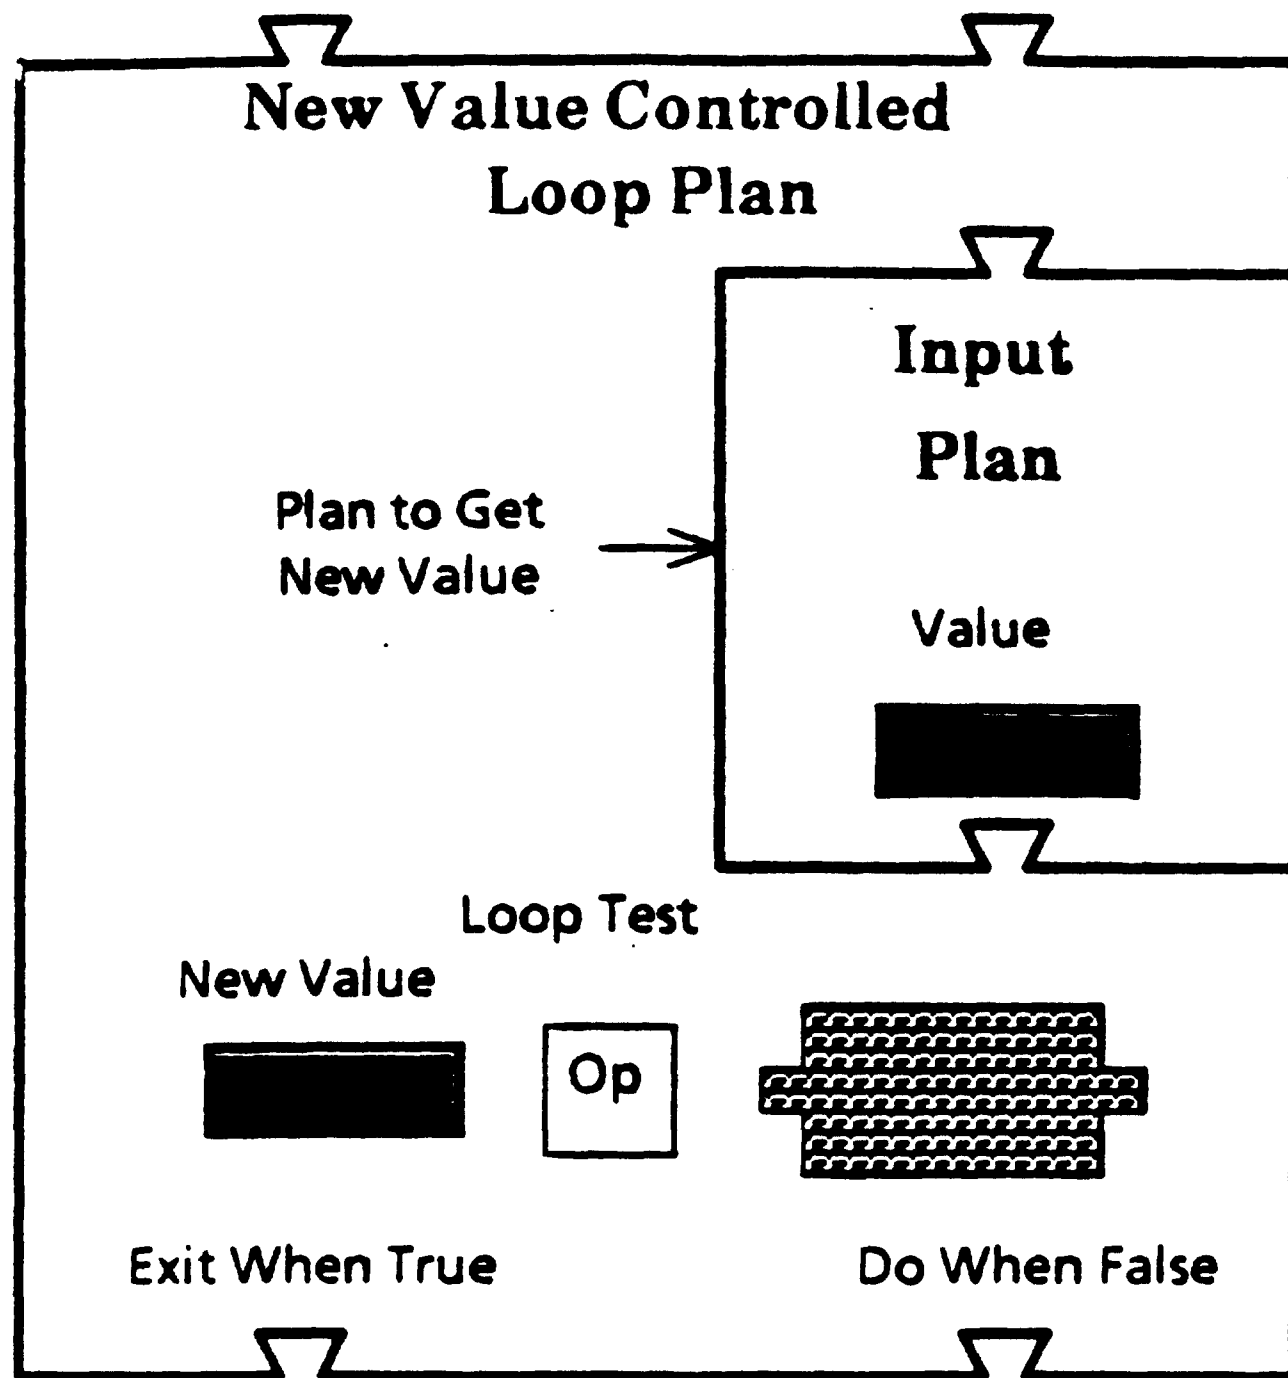 New Value Controlled
Loop Plan
Input
Plan
Plan to Get
New Value
Value
Loop Test
New Value
Op
Exit When True
Do When False